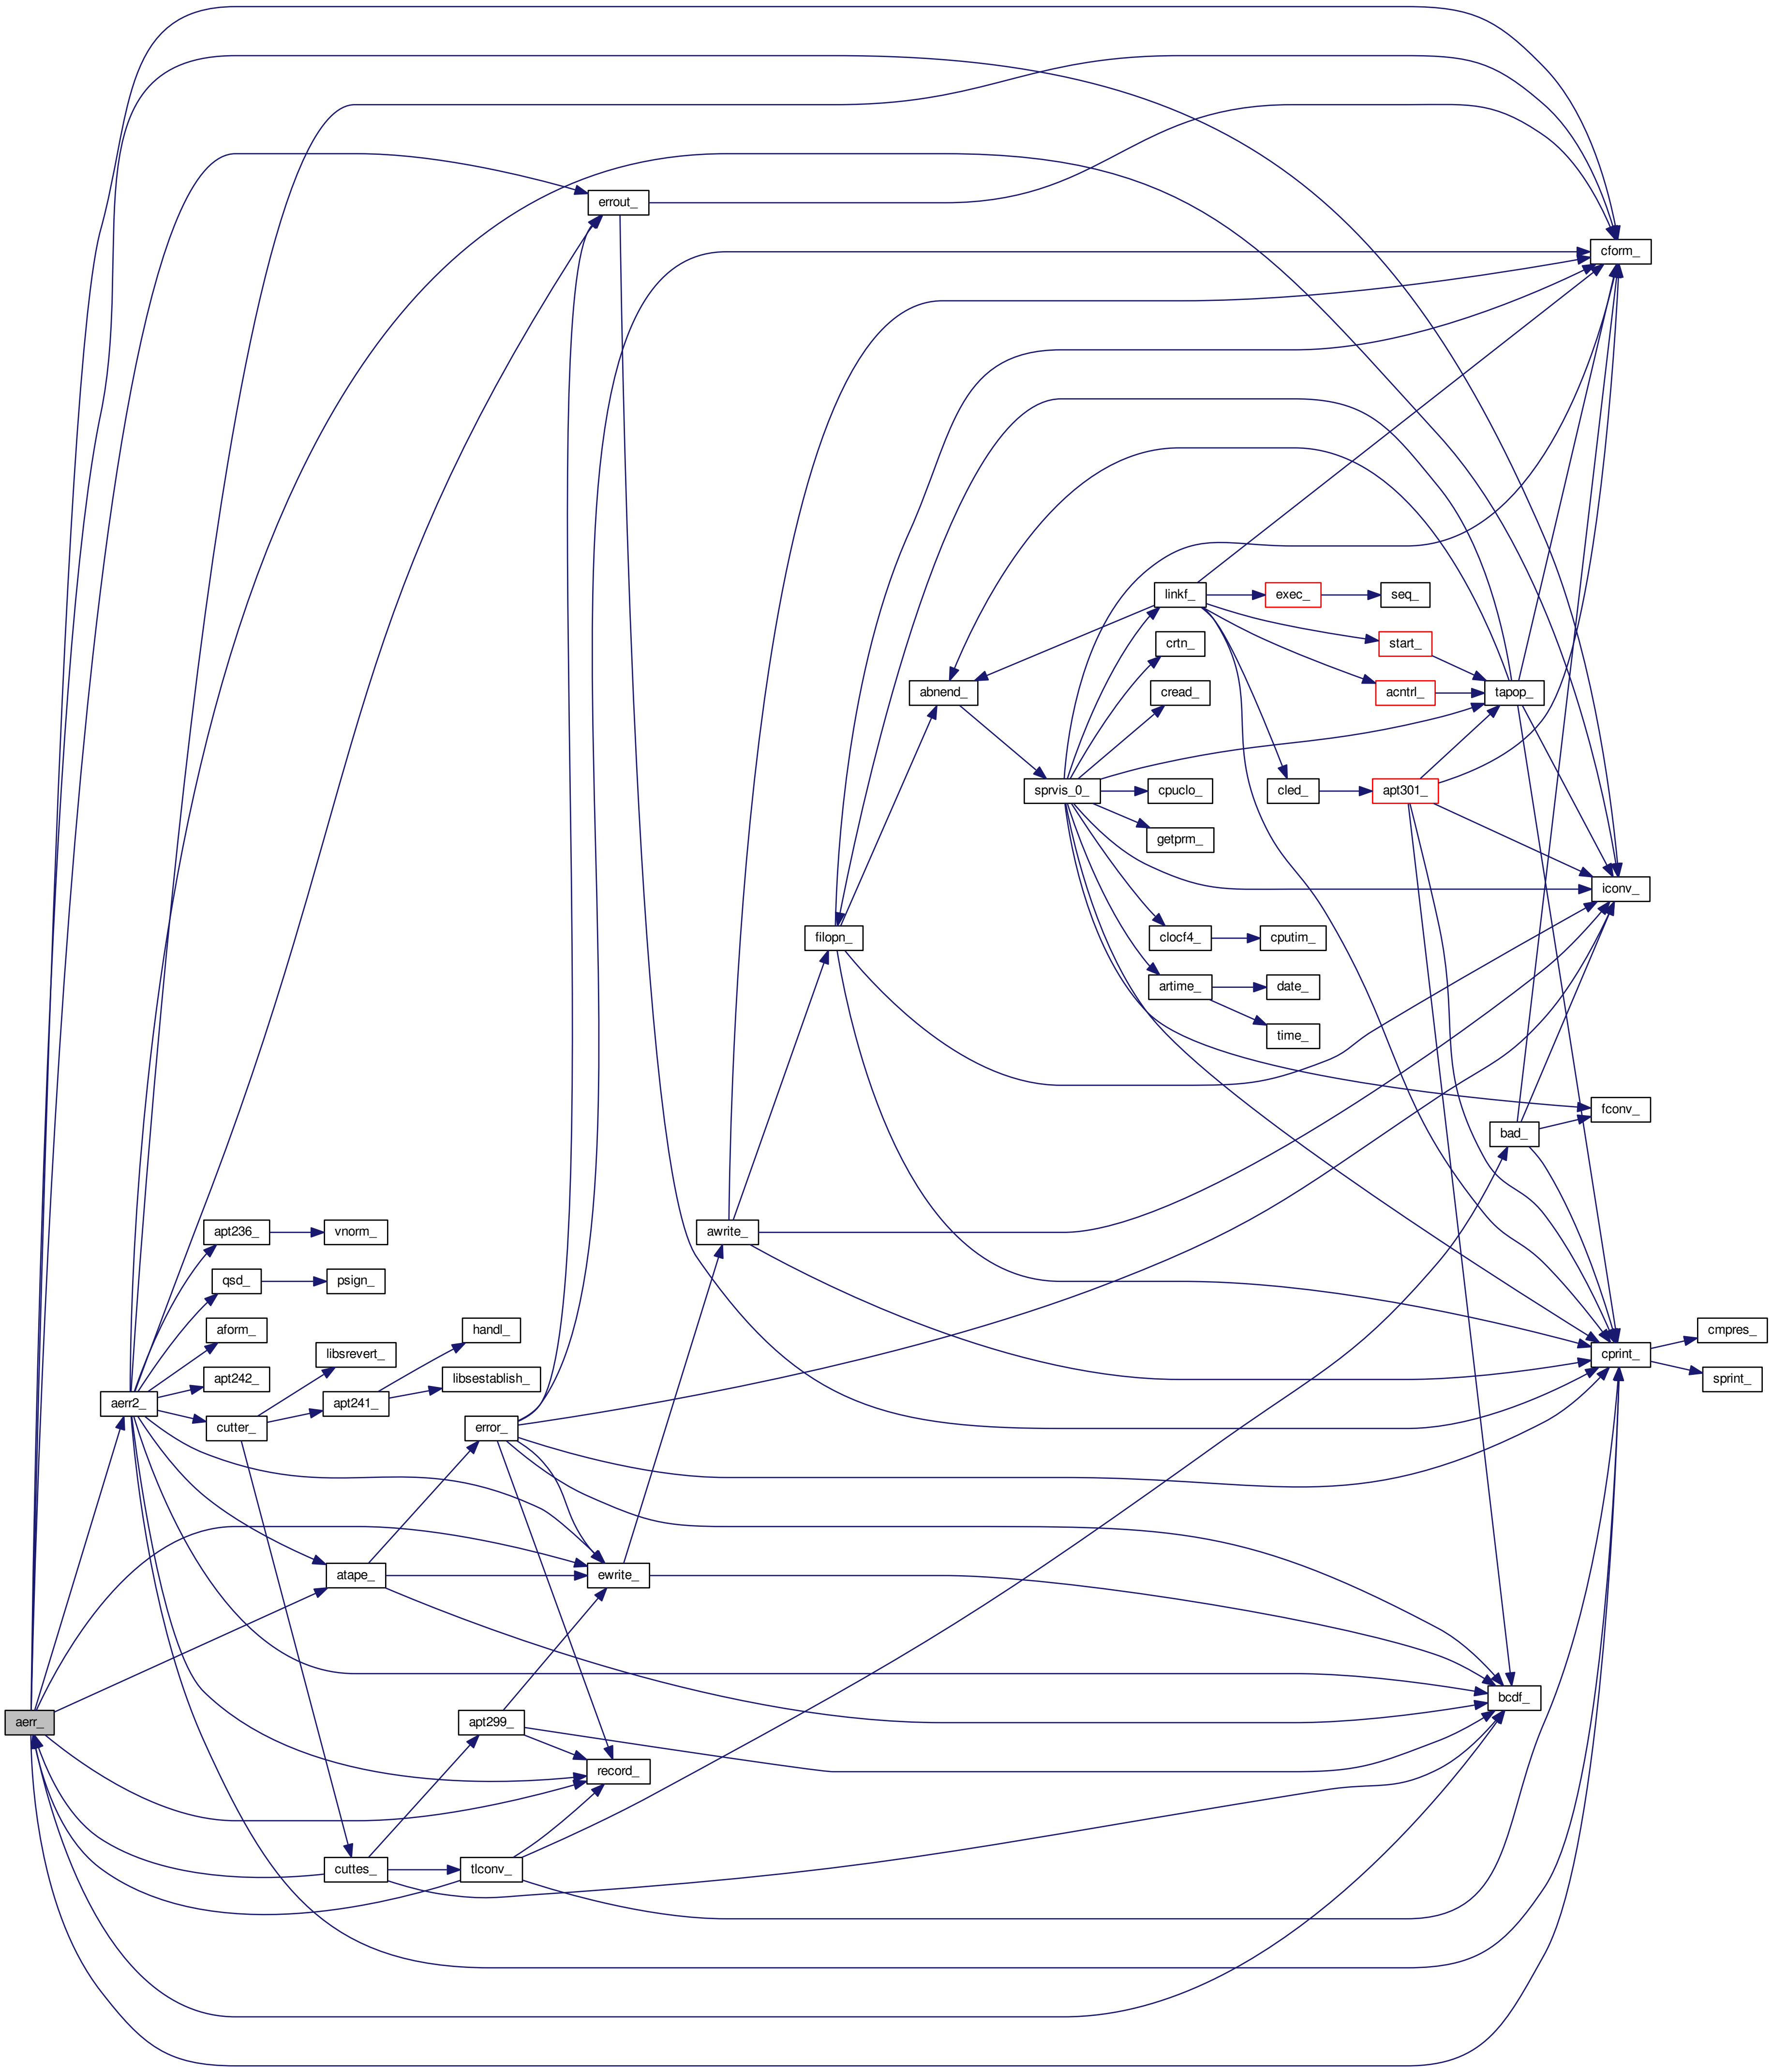 errout_
cform_
linkf_
exec_
seq_
crtn_
start_
abnend_
cread_
acntrl_
tapop_
sprvis_0_
cpuclo_
cled_
apt301_
getprm_
iconv_
filopn_
clocf4_
cputim_
artime_
date_
time_
fconv_
bad_
apt236_
vnorm_
awrite_
qsd_
psign_
aform_
handl_
cmpres_
libsrevert_
cprint_
apt242_
libsestablish_
sprint_
aerr2_
apt241_
cutter_
error_
atape_
ewrite_
bcdf_
aerr_
apt299_
record_
cuttes_
tlconv_